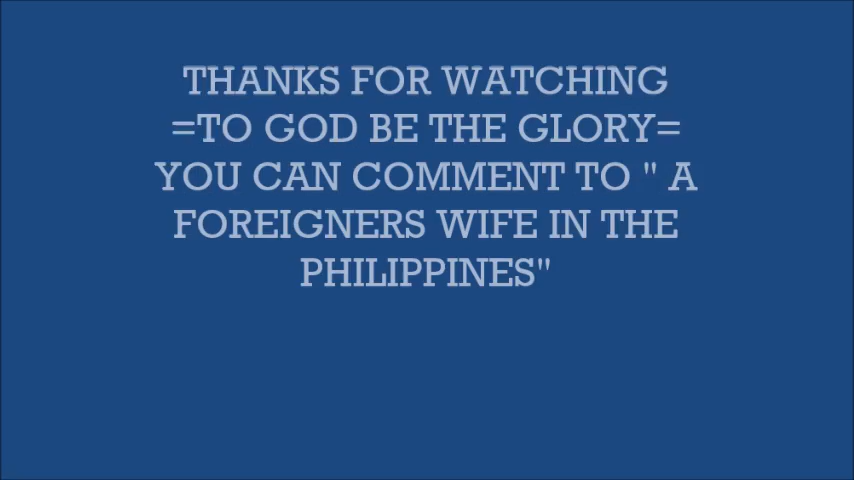 THANKS FOR WATCHING
=TO GOD BE THE GLORY=
YOU CAN COMMENT TO " A
FOREIGNERS WIFE IN THE
PHILIPPINES"